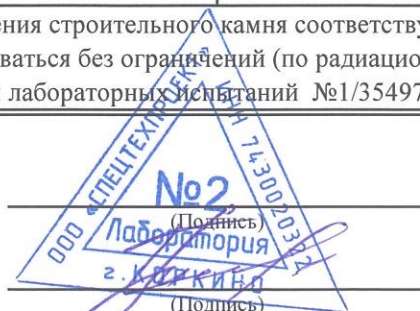 ения строительного камня соответству
ваться без ограничений (по радиацио
лабораторных испытаний №1/35497
ООО «СПЕЦТЕХПРОЕКТ»
ИНН 7430020332
№2
(Подпись)
Лаборатория
г. КОРКИНО
(Подпись)